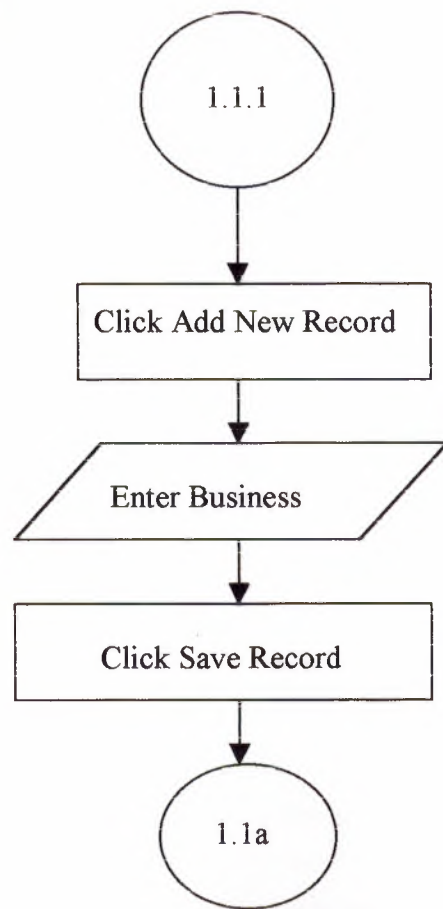 1.1.1
Click Add New Record
Enter Business
Click Save Record
1.1a